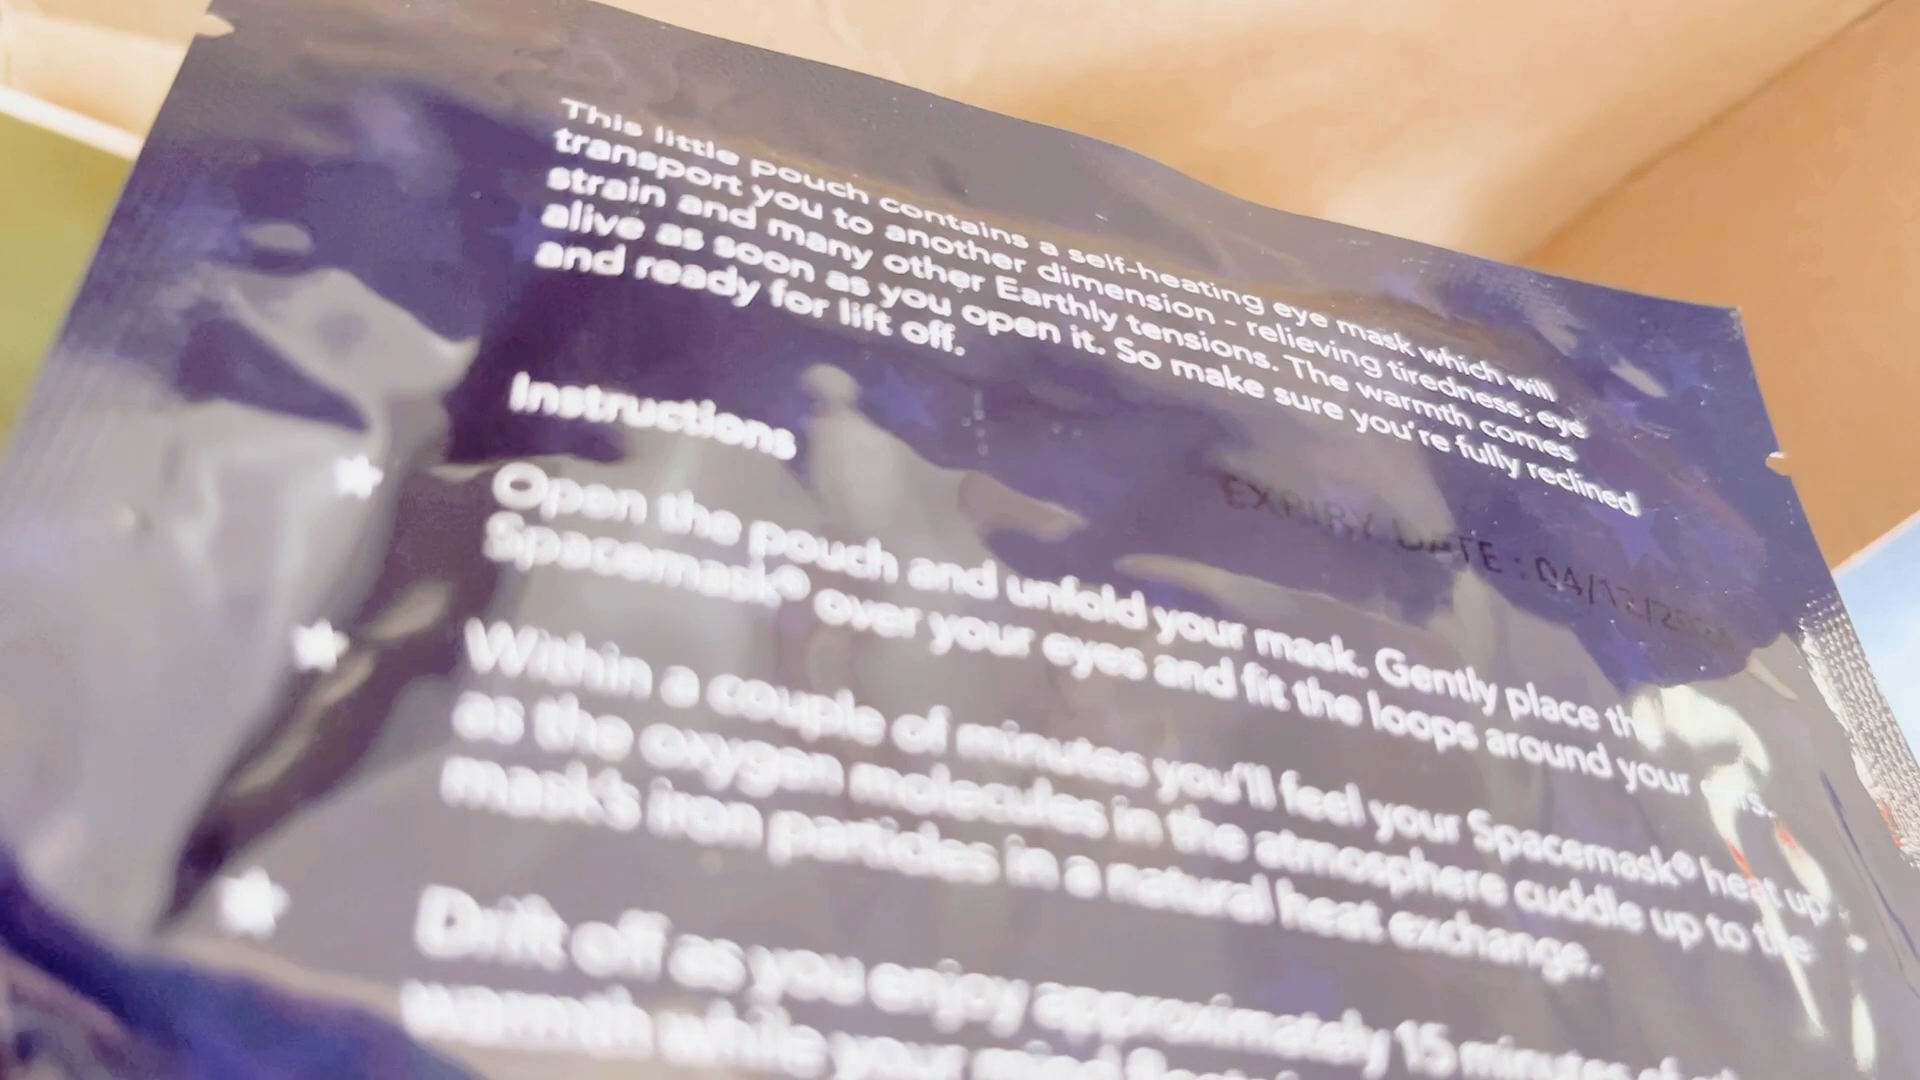 This little pouch contains a self-heating eye mask which will
transport you to another dimension - relieving tiredness, eye
strain and many other Earthly tensions. The warmth comes
alive as soon as you open it. So make sure you're fully reclined
and ready for lift off.
Instructions
EXPIRY DATE : 04/12/
Open the pouch and unfold your mask. Gently place the
Spacemask® over your eyes and fit the loops around your ears.
Within a couple of minutes you'll feel your Spacemask® heat up
as the oxygen molecules in the atmosphere cuddle up to the
mask's iron particles in a natural heat exchange.
Drift off as you enjoy approximately 15 minutes of
warmth while your mind